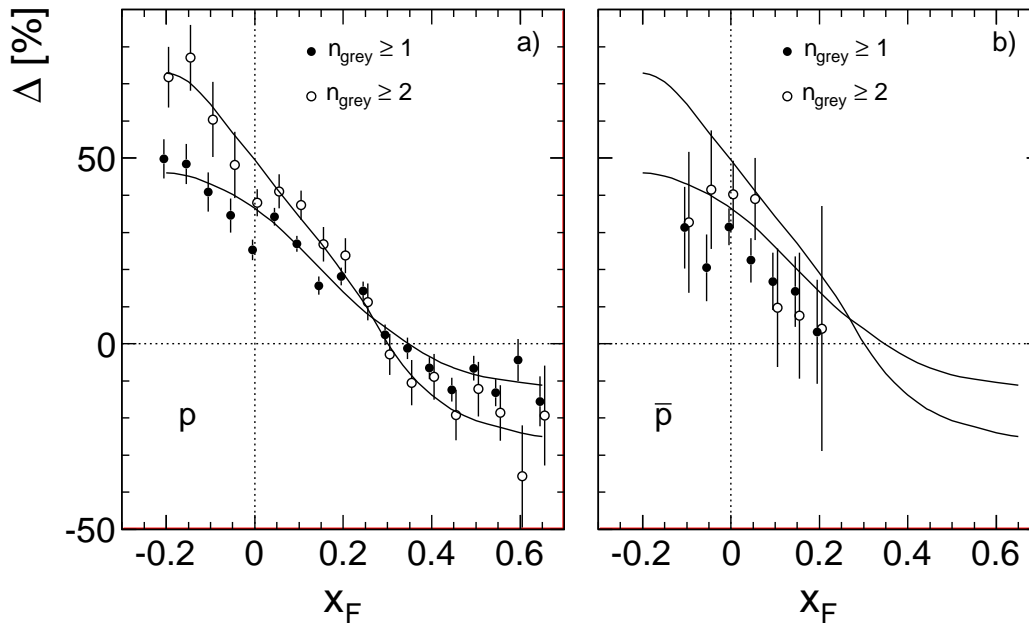 Δ [%]
50
0
-50
a)
n_grey ≥ 1
n_grey ≥ 2
p
-0.2 0 0.2 0.4 0.6
x_F
b)
n_grey ≥ 1
n_grey ≥ 2
p̅
-0.2 0 0.2 0.4 0.6
x_F